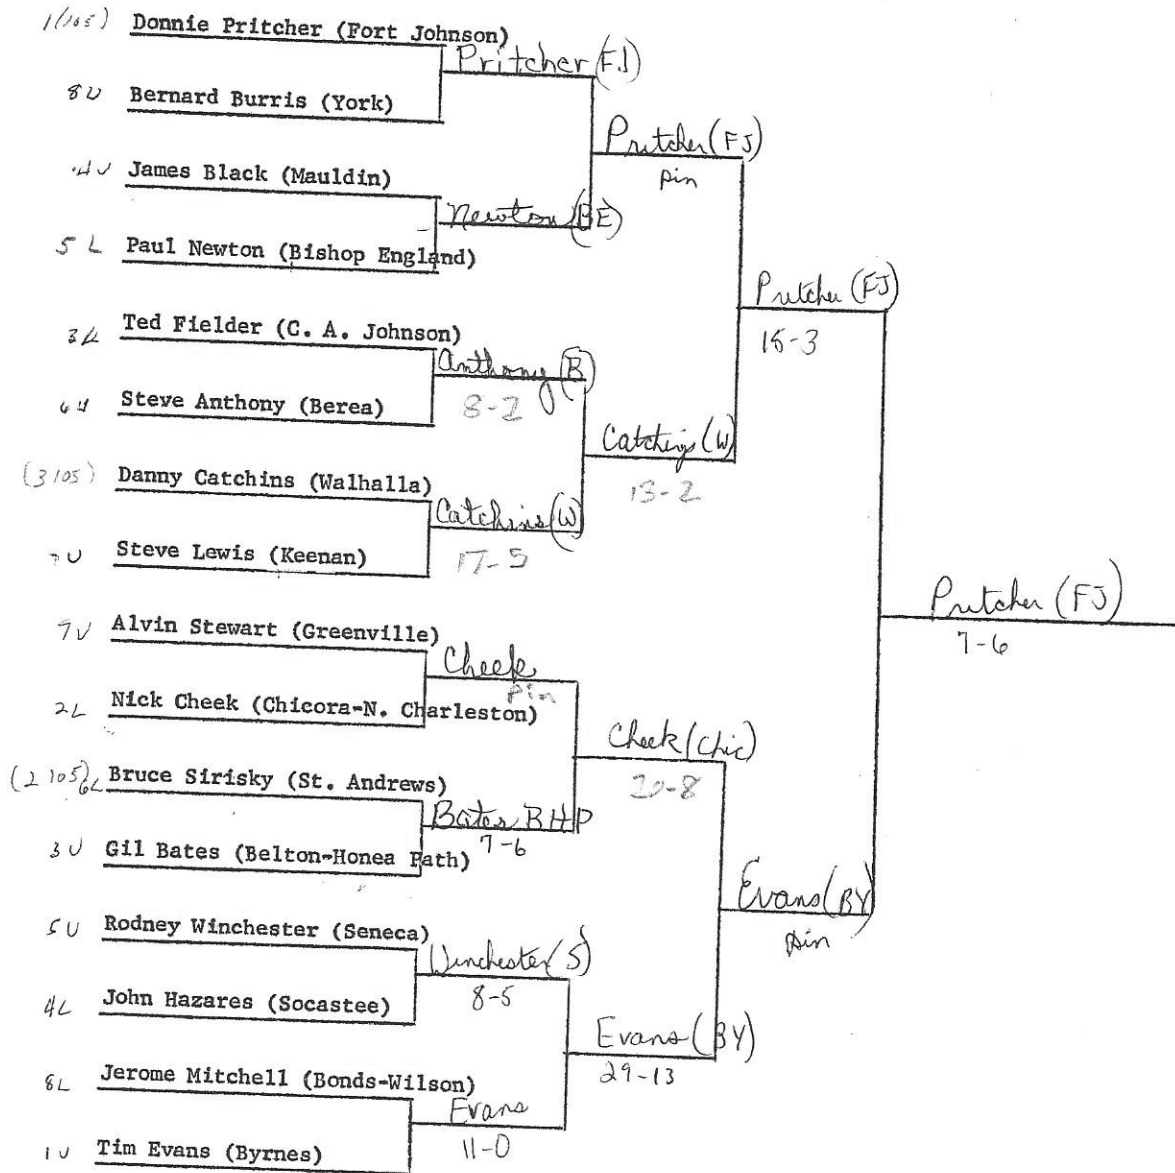 1(105) Donnie Pritcher (Fort Johnson)
Pritcher (FJ)
8U Bernard Burris (York)
Pritcher (FJ)
pin
4U James Black (Mauldin)
Newton (BE)
5L Paul Newton (Bishop England)
Pritcher (FJ)
15-3
Ted Fielder (C. A. Johnson)
Anthony (B)
8-2
Steve Anthony (Berea)
Catchins (W)
13-2
(3 105) Danny Catchins (Walhalla)
Catchins (W)
17-5
Steve Lewis (Keenan)
Pritcher (FJ)
7-6
7U Alvin Stewart (Greenville)
Cheek
pin
2L Nick Cheek (Chicora-N. Charleston)
Cheek (Chic)
20-8
(2 105) 6L Bruce Sirisky (St. Andrews)
Bates BHP
7-6
3U Gil Bates (Belton-Honea Path)
Evans (BY)
pin
5U Rodney Winchester (Seneca)
Winchester (S)
8-5
4L John Hazares (Socastee)
Evans (BY)
29-13
8L Jerome Mitchell (Bonds-Wilson)
Evans
11-0
1U Tim Evans (Byrnes)